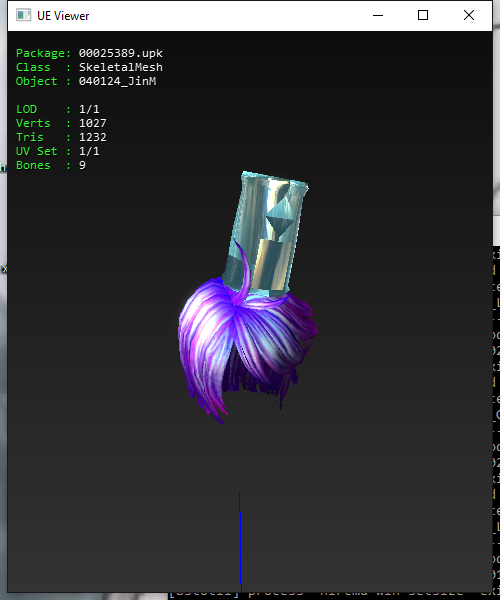 UE Viewer
Package: 00025389.upk
Class : SkeletalMesh
Object : 040124_JinM
LOD : 1/1
Verts : 1027
Tris : 1232
UV Set : 1/1
Bones : 9